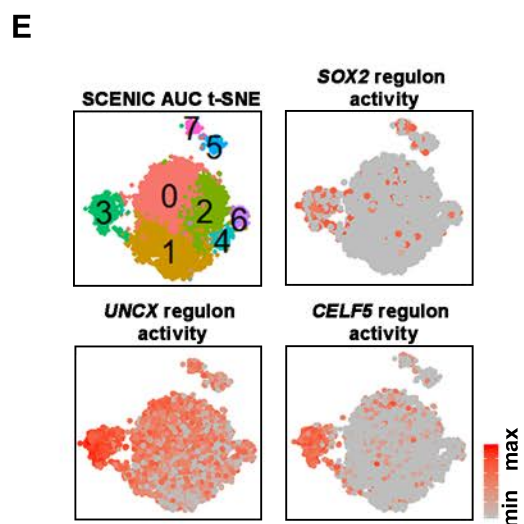 E
SCENIC AUC t-SNE
SOX2 regulon
activity
7
5
0
3
2
6
4
1
UNCX regulon
activity
CELF5 regulon
activity
min max